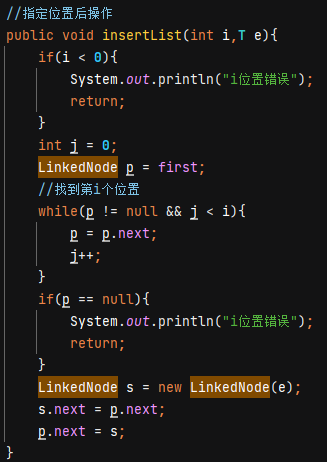 //指定位置后操作
public void insertList(int i,T e){
    if(i < 0){
        System.out.println("i位置错误");
        return;
    }
    int j = 0;
    LinkedNode p = first;
    //找到第i个位置
    while(p != null && j < i){
        p = p.next;
        j++;
    }
    if(p == null){
        System.out.println("i位置错误");
        return;
    }
    LinkedNode s = new LinkedNode(e);
    s.next = p.next;
    p.next = s;
}